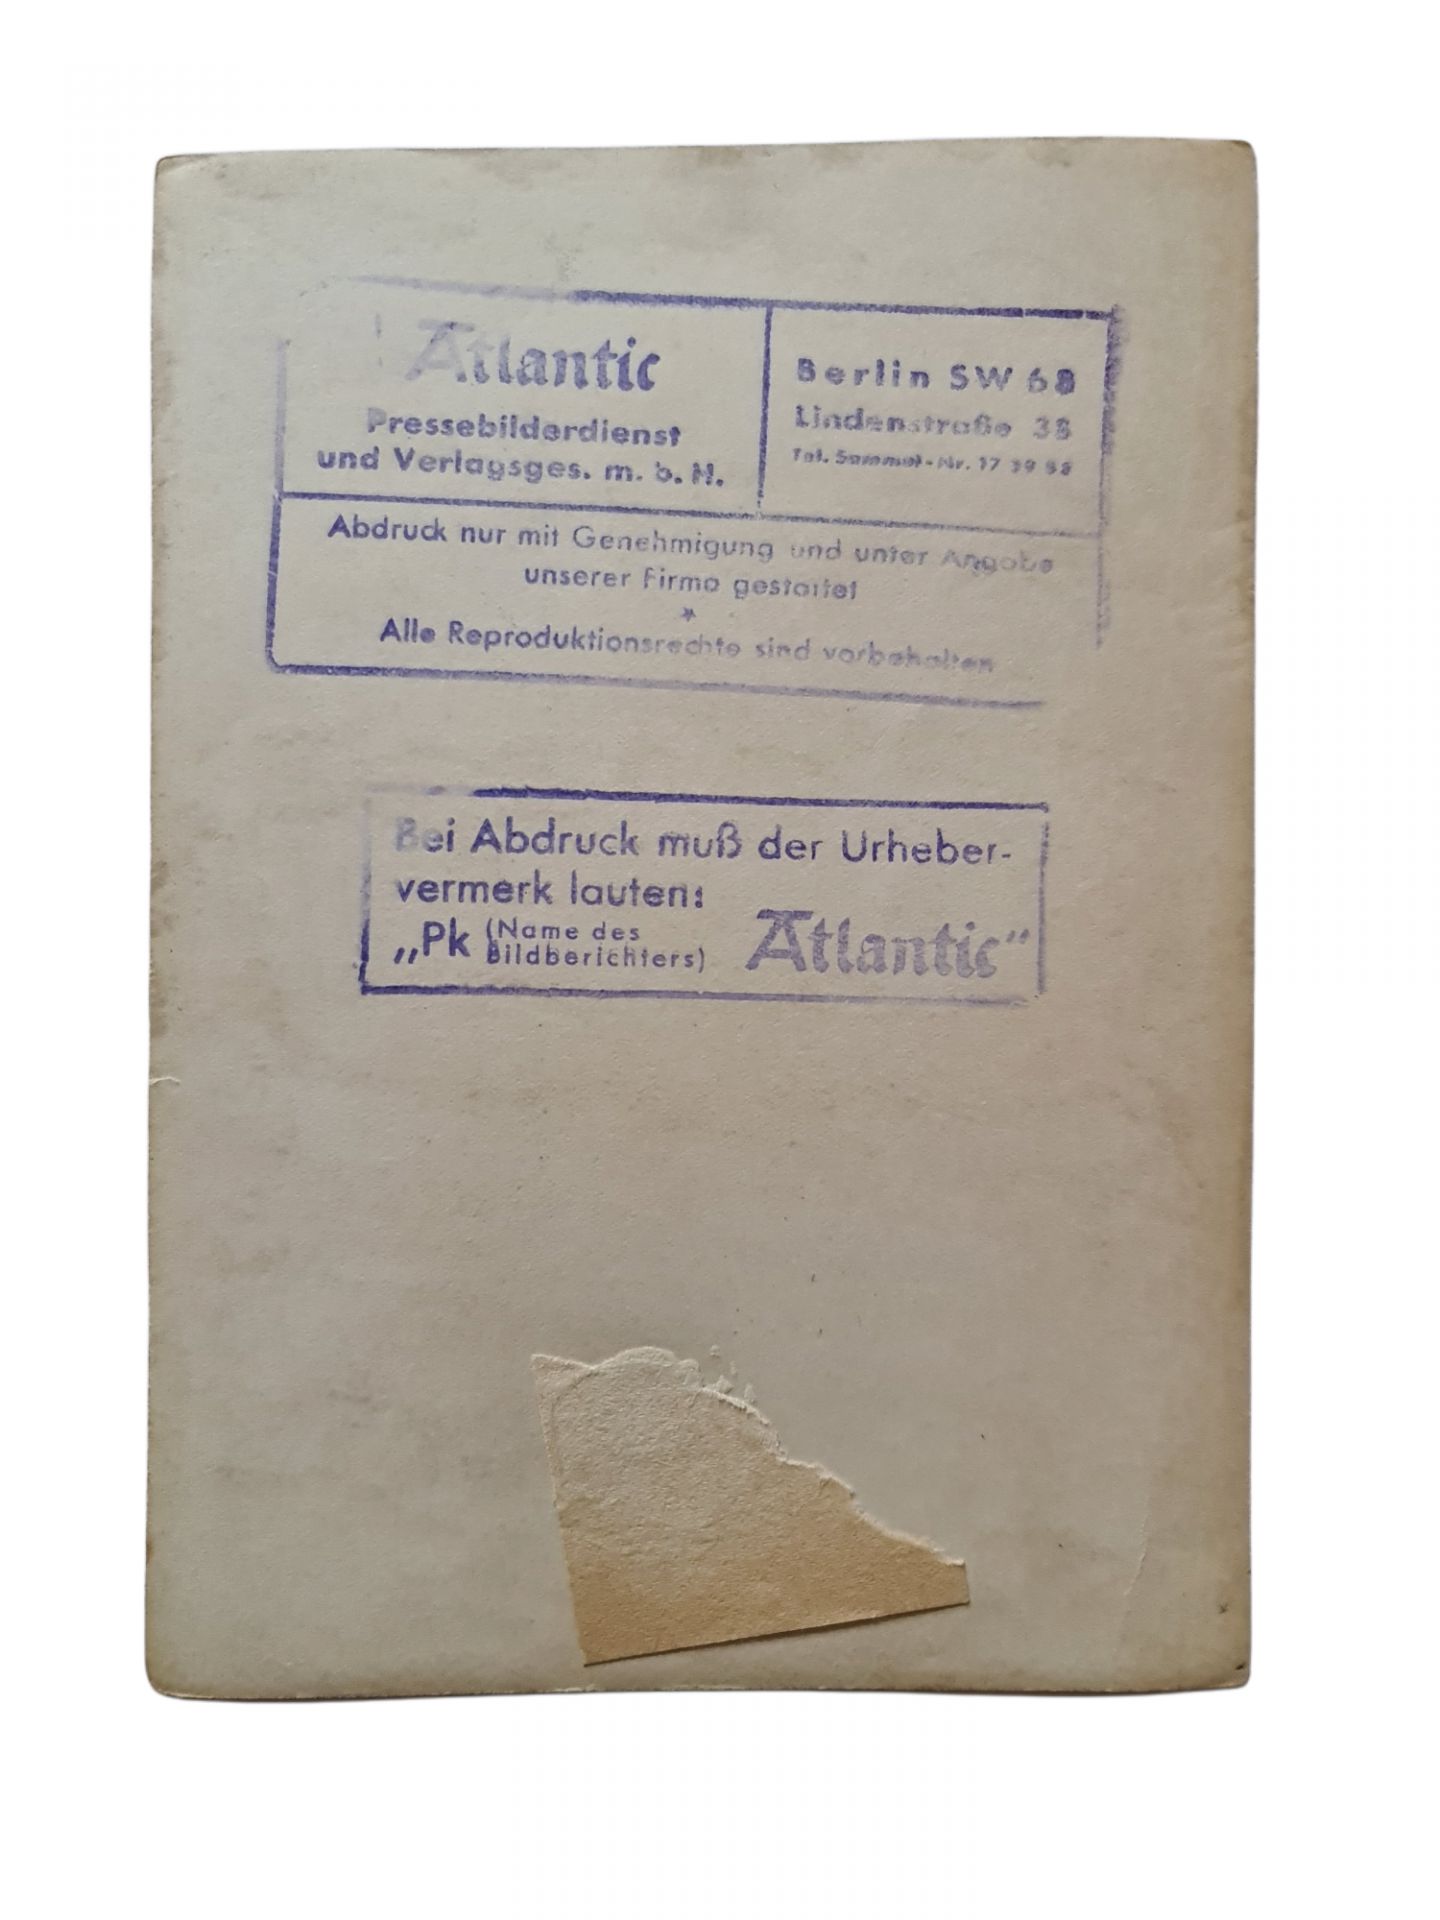 Atlantic
Pressebilderdienst
und Verlagsges. m. b. H.
Berlin SW 68
Lindenstraße 38
Tel. Sammel-Nr. 17
Abdruck nur mit Genehmigung und unter Angabe
unserer Firma gestattet
*
Alle Reproduktionsrechte sind vorbehalten
Bei Abdruck muß der Urheber-
vermerk lauten:
„Pk (Name des Bildberichters) Atlantic“